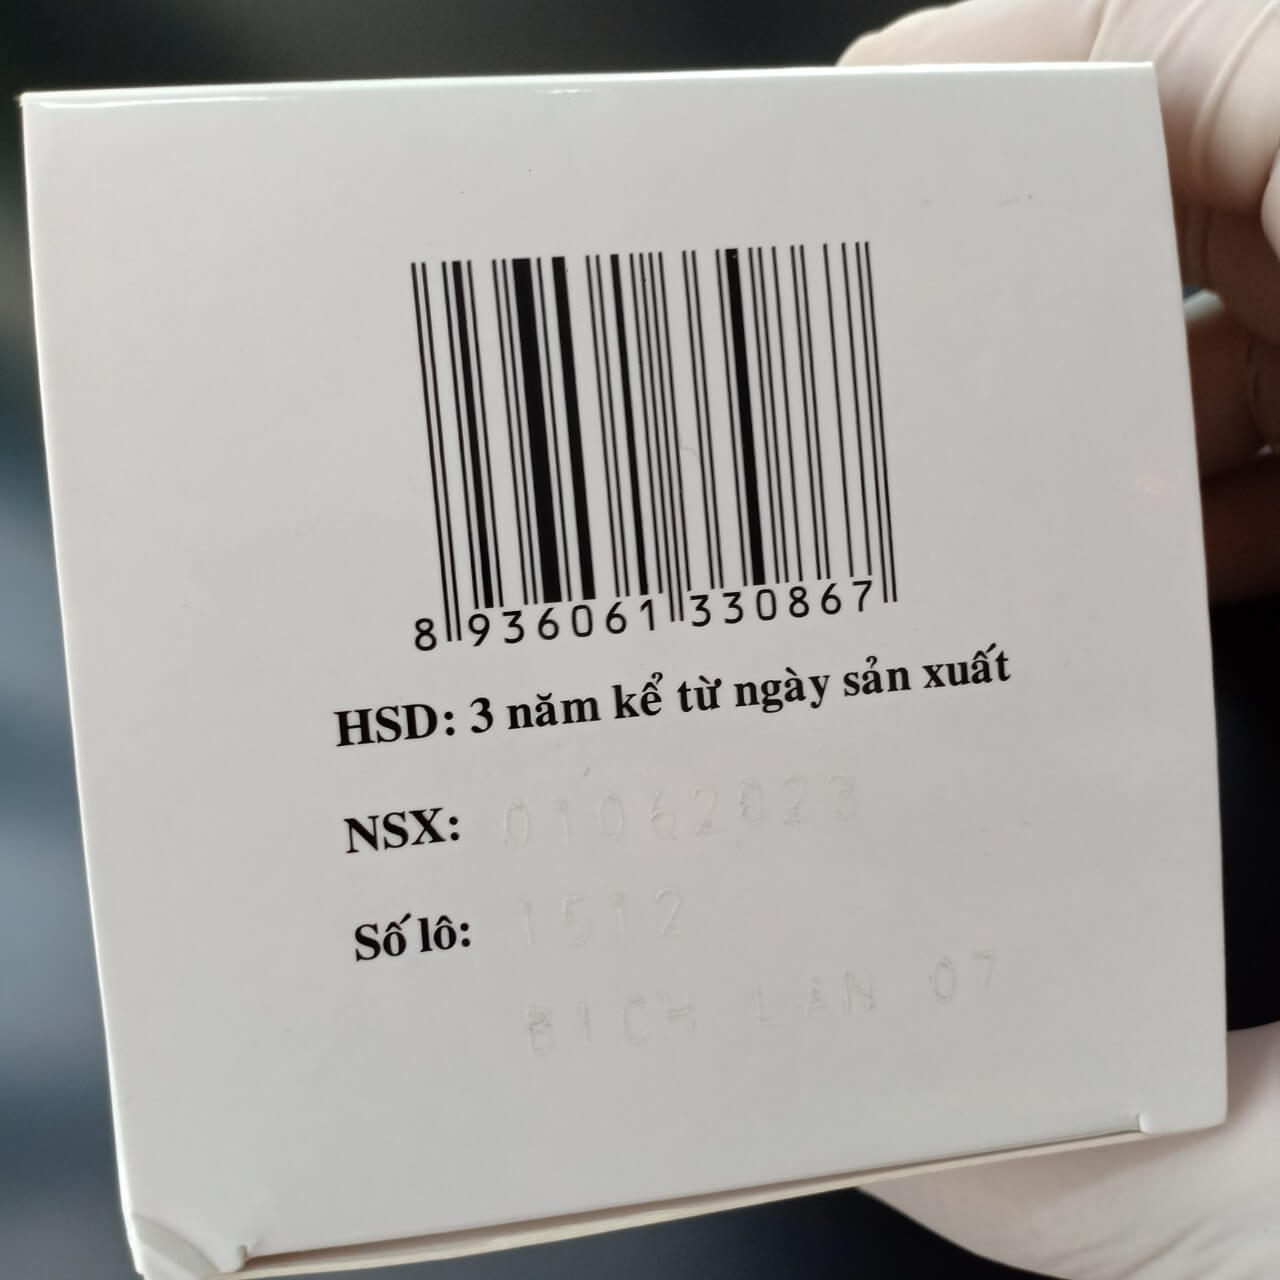 8 936061 330867
HSD: 3 năm kể từ ngày sản xuất
NSX: 01062023
Số lô: 1512
BICH LAN 07